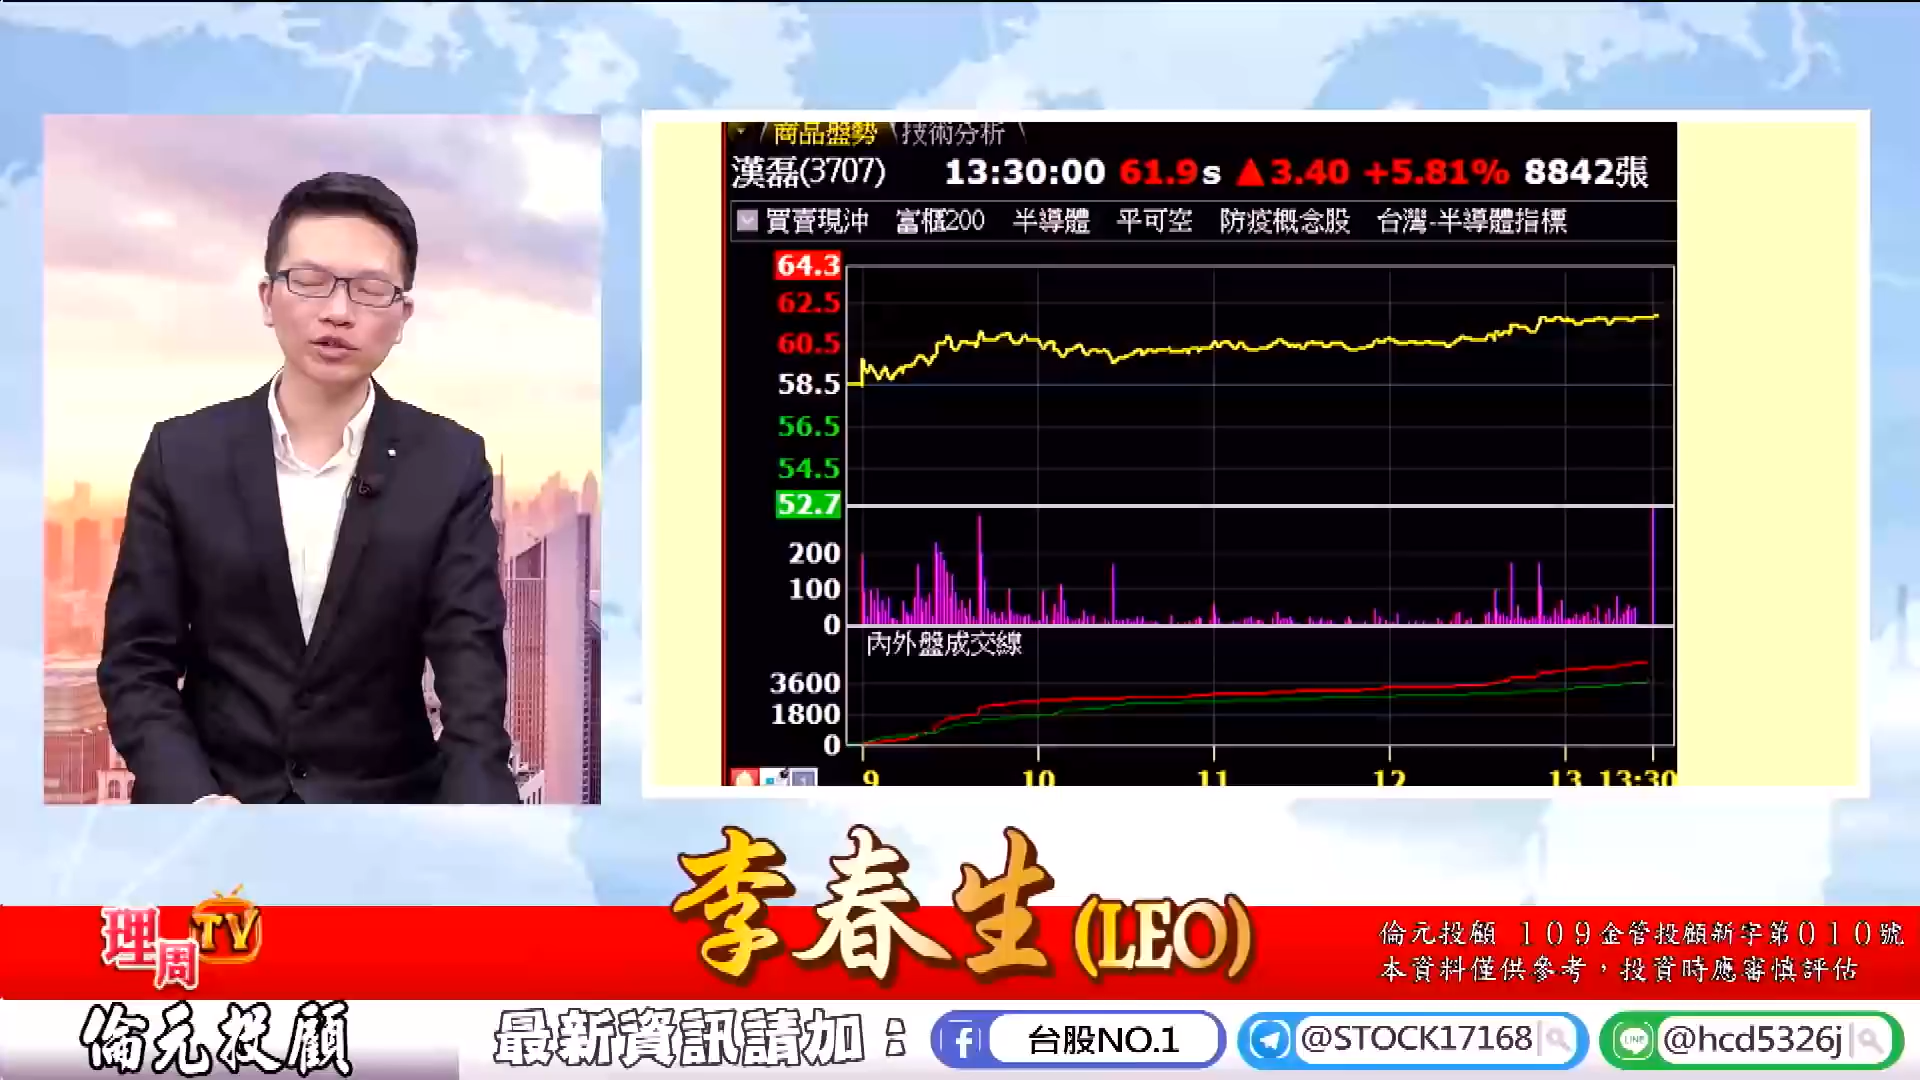 商品盤勢 技術分析
漢磊(3707) 13:30:00 61.9s ▲3.40 +5.81% 8842張
買賣現沖 富櫃200 半導體 平可空 防疫概念股 台灣-半導體指標
64.3
62.5
60.5
58.5
56.5
54.5
52.7
200
100
0
內外盤成交線
3600
1800
0
9 10 11 12 13 13:30
李春生(LEO)
理周TV
倫元投顧 109金管投顧新字第010號
本資料僅供參考，投資時應審慎評估
倫元投顧
最新資訊請加：
台股NO.1
@STOCK17168
LINE
@hcd5326j